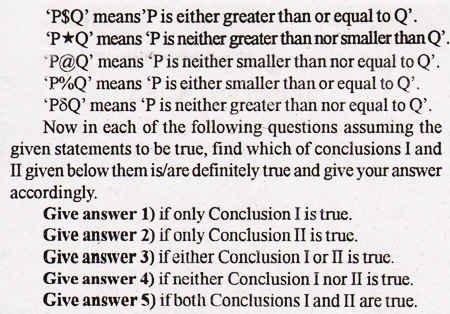 'P$Q' means'P is either greater than or equal to Q'.
'P★Q' means 'P is neither greater than nor smaller than Q'.
'P@Q' means 'P is neither smaller than nor equal to Q'.
'P%Q' means 'P is either smaller than or equal to Q'.
'PδQ' means 'P is neither greater than nor equal to Q'.
Now in each of the following questions assuming the
given statements to be true, find which of conclusions I and
II given below them is/are definitely true and give your answer
accordingly.
Give answer 1) if only Conclusion I is true.
Give answer 2) if only Conclusion II is true.
Give answer 3) if either Conclusion I or II is true.
Give answer 4) if neither Conclusion I nor II is true.
Give answer 5) if both Conclusions I and II are true.